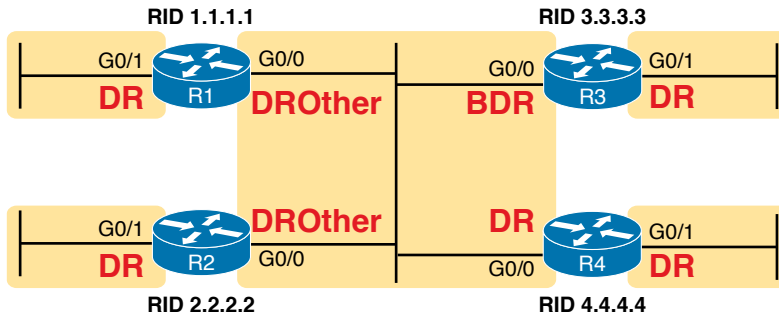 RID 1.1.1.1
RID 3.3.3.3
G0/1
G0/0
G0/0
G0/1
DR
R1
DROther
BDR
R3
DR
DROther
DR
G0/1
G0/1
DR
R2
G0/0
G0/0
R4
DR
RID 2.2.2.2
RID 4.4.4.4